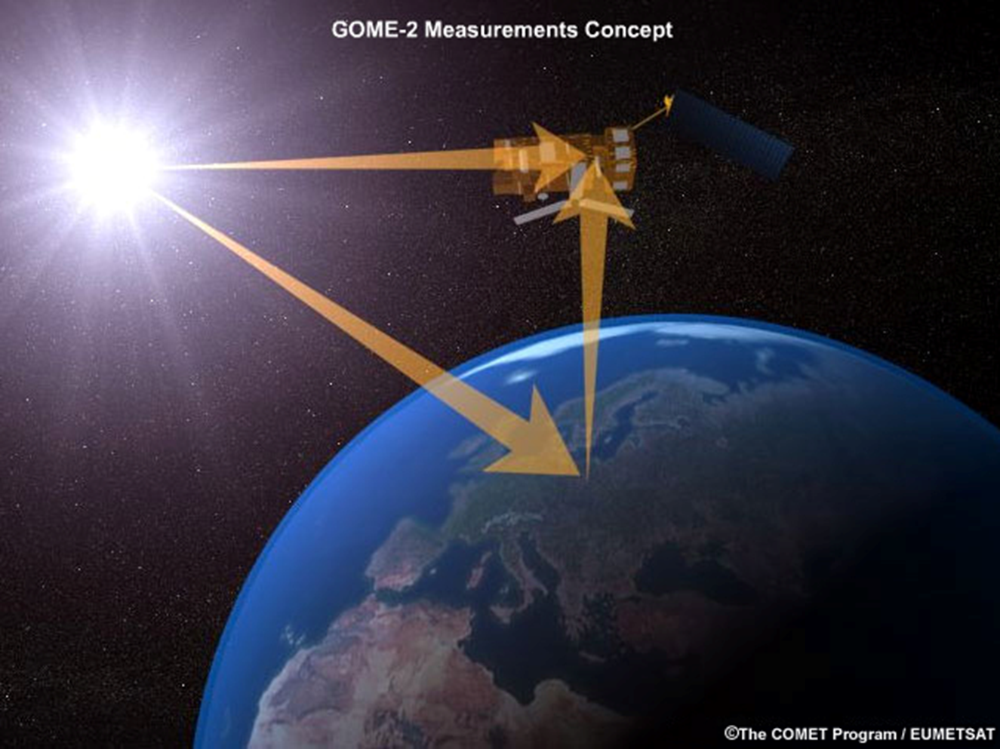 GOME-2 Measurements Concept
©The COMET Program / EUMETSAT